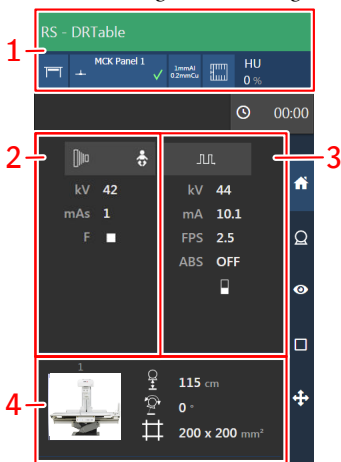 RS - DRTable
1
MCK Panel 1
1mmAl
0.2mmCu
HU
0 %
00:00
2
3
kV 42
mAs 1
F
kV 44
mA 10.1
FPS 2.5
ABS OFF
4
1
115 cm
0 °
200 x 200 mm²